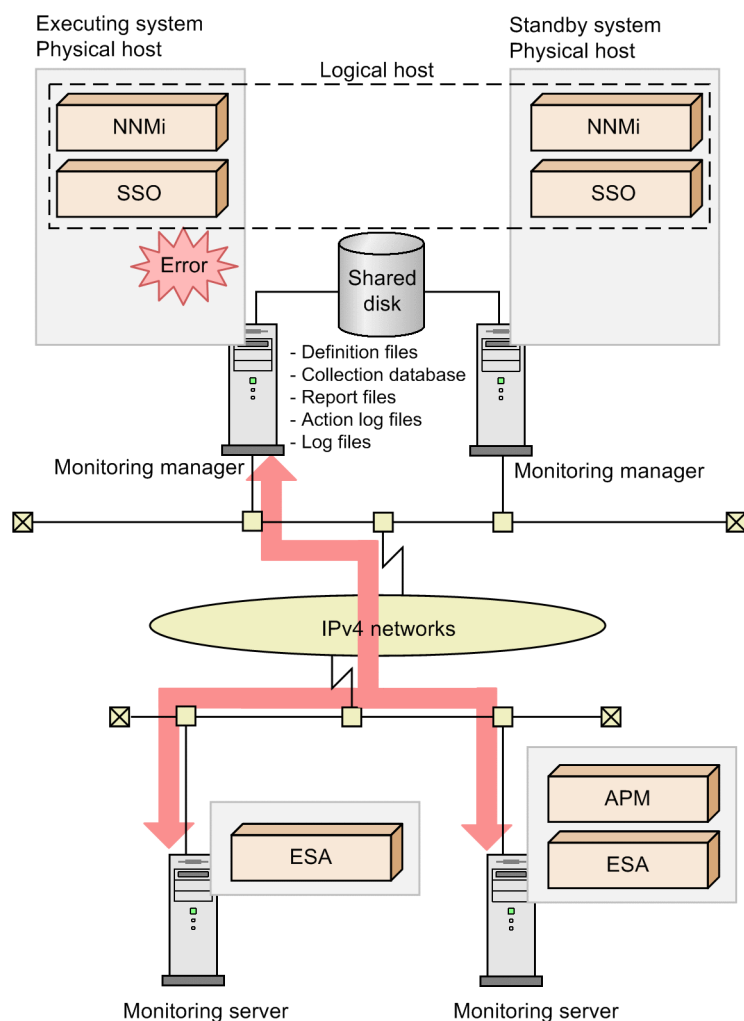 Executing system
Physical host
Standby system
Physical host
Logical host
NNMi
NNMi
SSO
SSO
Error
Shared
disk
- Definition files
- Collection database
- Report files
- Action log files
- Log files
Monitoring manager
Monitoring manager
IPv4 networks
APM
ESA
ESA
Monitoring server
Monitoring server